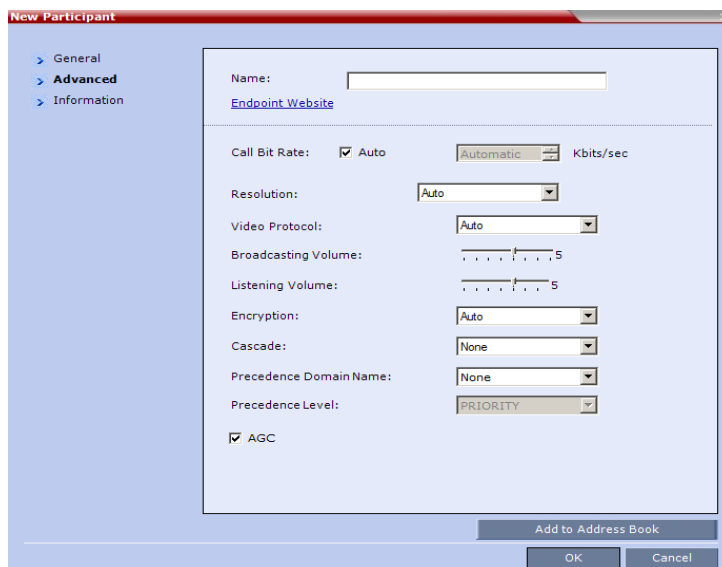 New Participant
General
Advanced
Information
Name:
Endpoint Website
Call Bit Rate: Auto Automatic Kbits/sec
Resolution: Auto
Video Protocol: Auto
Broadcasting Volume: 5
Listening Volume: 5
Encryption: Auto
Cascade: None
Precedence Domain Name: None
Precedence Level: PRIORITY
AGC
Add to Address Book
OK Cancel